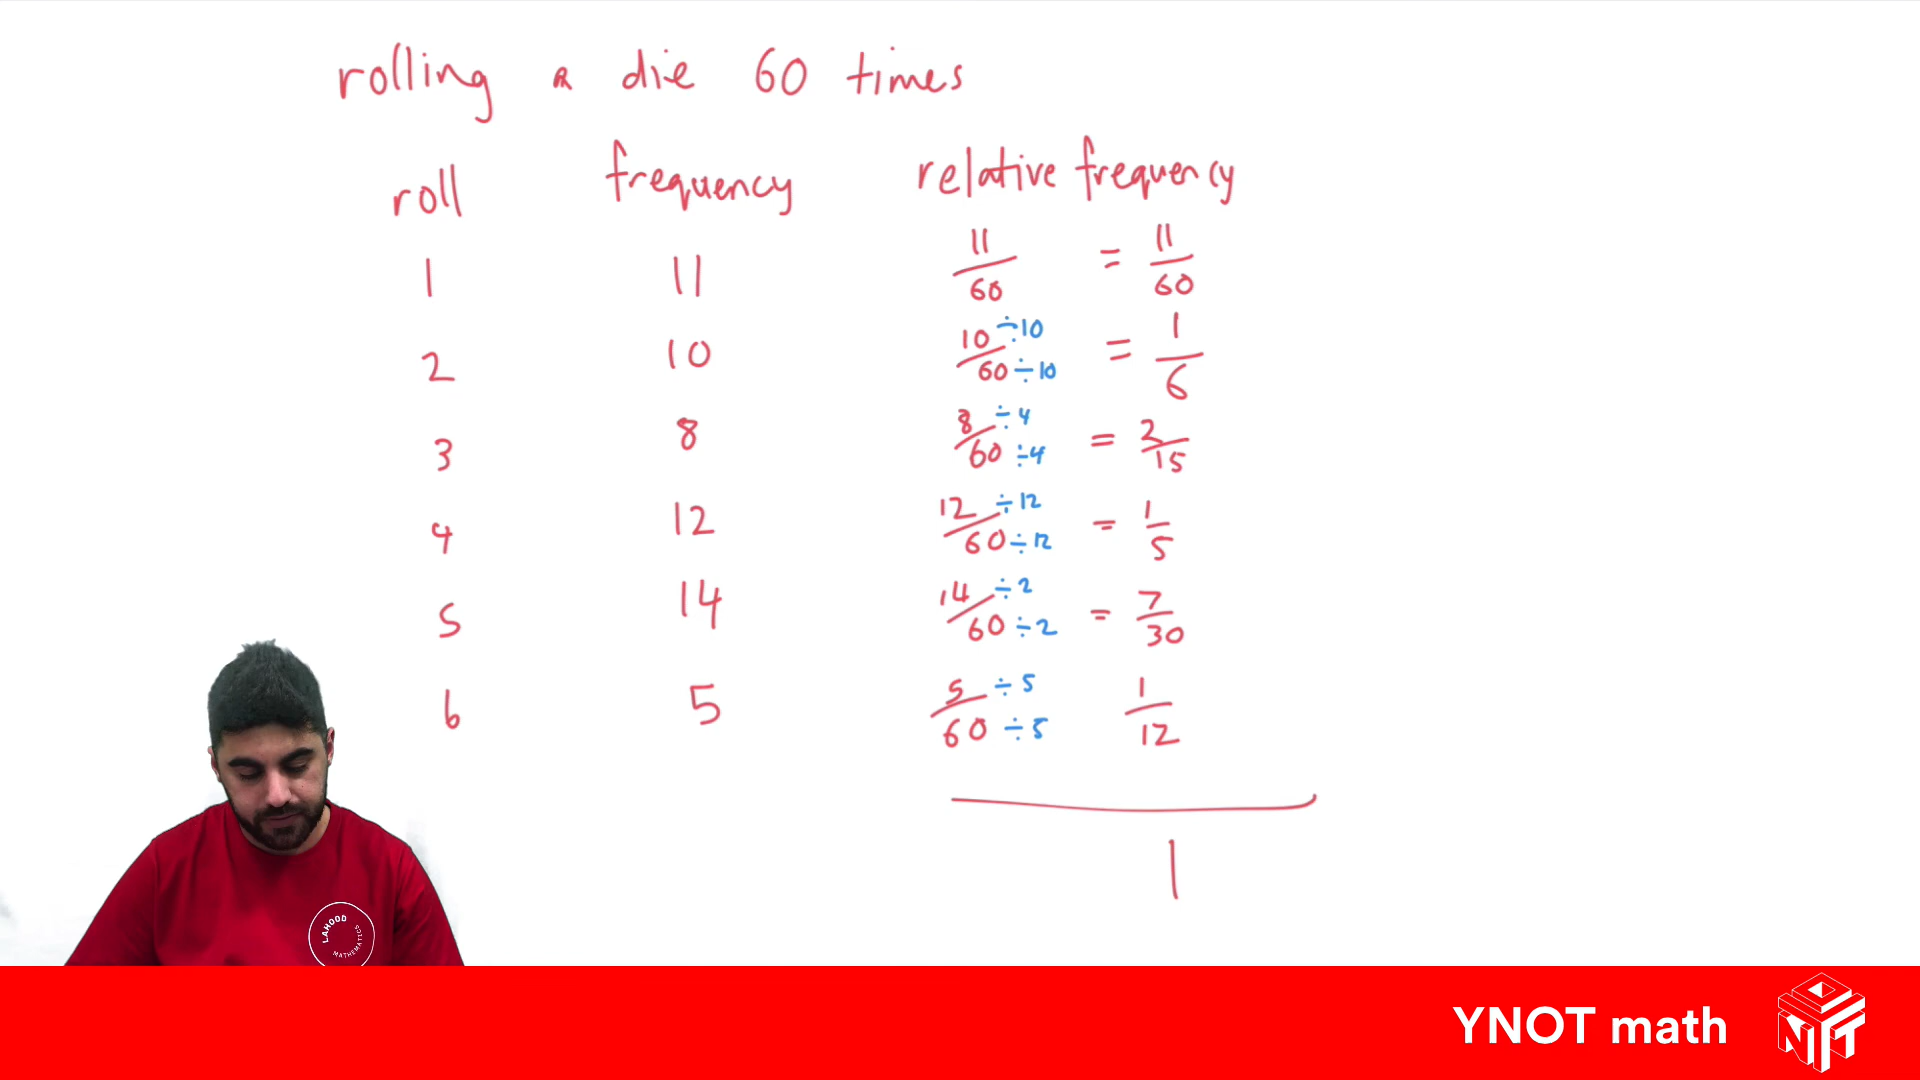 rolling a die 60 times
roll frequency relative frequency
1 11 11/60 = 11/60
2 10 10÷10/60÷10 = 1/6
3 8 8÷4/60÷4 = 2/15
4 12 12÷12/60÷12 = 1/5
5 14 14÷2/60÷2 = 7/30
6 5 5÷5/60÷5 1/12
1
LAHOOD
MATHEMATICS
YNOT math
YNOT